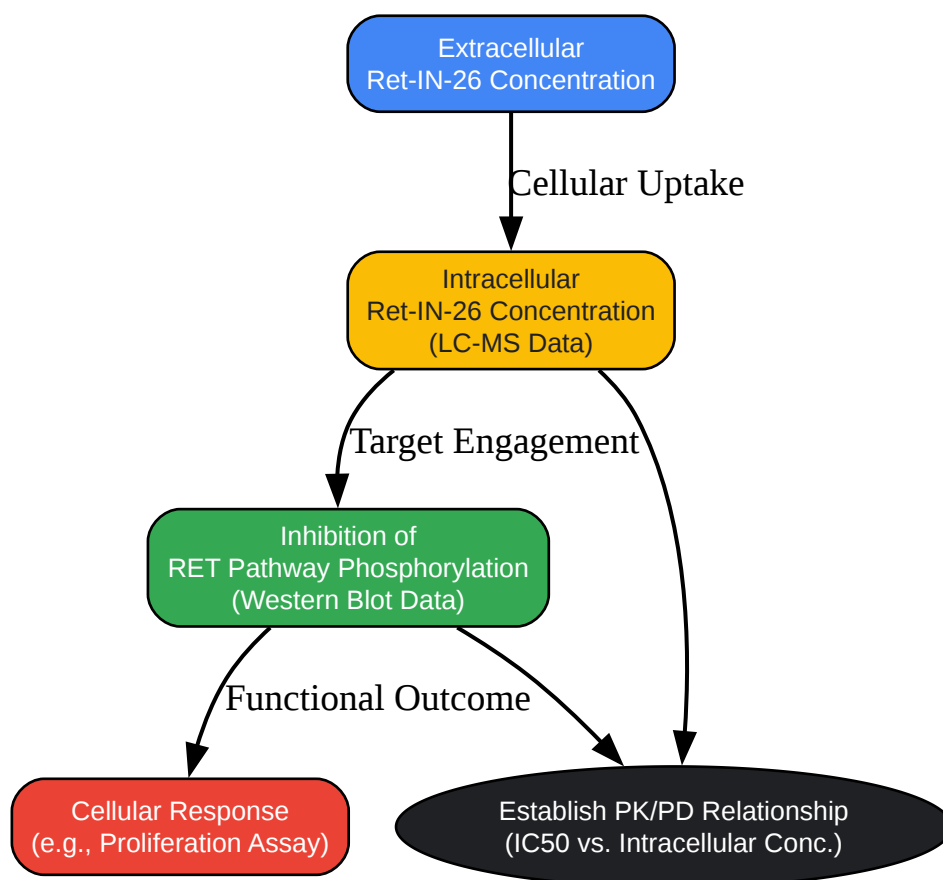 Extracellular
Ret-IN-26 Concentration
Cellular Uptake
Intracellular
Ret-IN-26 Concentration
(LC-MS Data)
Target Engagement
Inhibition of
RET Pathway Phosphorylation
(Western Blot Data)
Functional Outcome
Cellular Response
(e.g., Proliferation Assay)
Establish PK/PD Relationship
(IC50 vs. Intracellular Conc.)